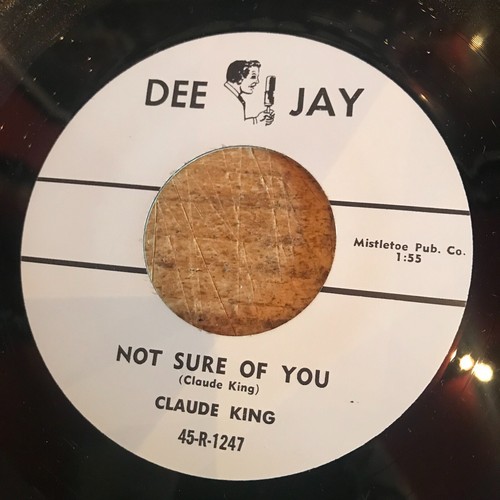 DEE JAY
Mistletoe Pub. Co.
1:55
NOT SURE OF YOU
(Claude King)
CLAUDE KING
45-R-1247